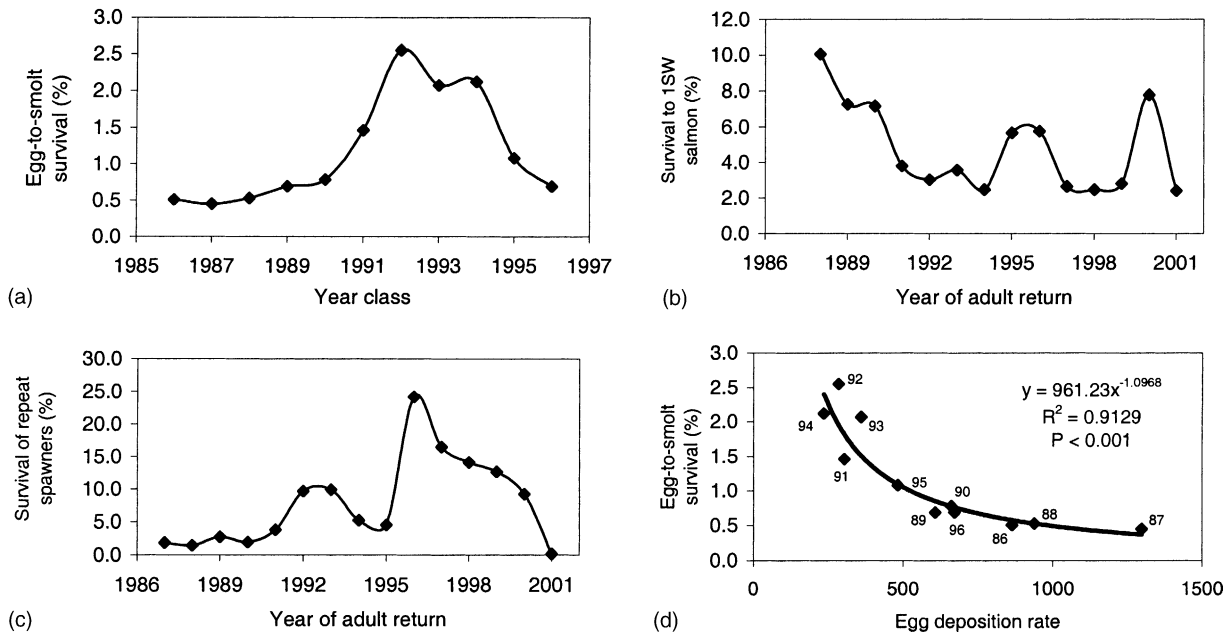 3.0
2.5
2.0
1.5
1.0
0.5
0.0
Egg-to-smolt
survival (%)
1985 1987 1989 1991 1993 1995 1997
Year class
(a)
12.0
10.0
8.0
6.0
4.0
2.0
0.0
Survival to 1SW
salmon (%)
1986 1989 1992 1995 1998 2001
Year of adult return
(b)
30.0
25.0
20.0
15.0
10.0
5.0
0.0
Survival of repeat
spawners (%)
1986 1989 1992 1995 1998 2001
Year of adult return
(c)
3.0
2.5
2.0
1.5
1.0
0.5
0.0
Egg-to-smolt
survival (%)
y = 961.23x^-1.0968
R² = 0.9129
P < 0.001
92
94
93
91
95
90
89
96
86
88
87
0 500 1000 1500
Egg deposition rate
(d)